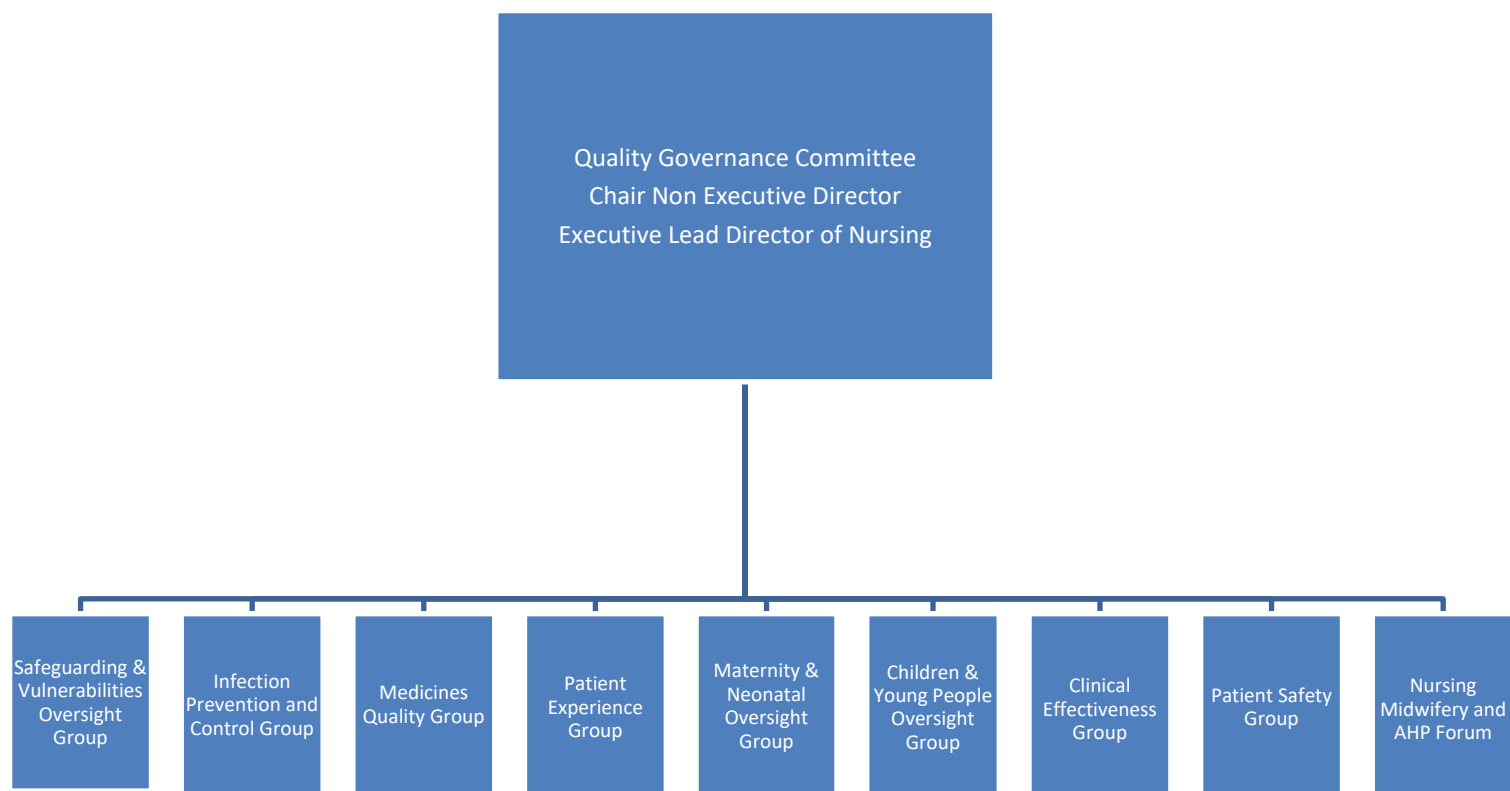 Quality Governance Committee
Chair Non Executive Director
Executive Lead Director of Nursing
Safeguarding &
Vulnerabilities
Oversight
Group
Infection
Prevention and
Control Group
Medicines
Quality Group
Patient
Experience
Group
Maternity &
Neonatal
Oversight
Group
Children &
Young People
Oversight
Group
Clinical
Effectiveness
Group
Patient Safety
Group
Nursing
Midwifery and
AHP Forum